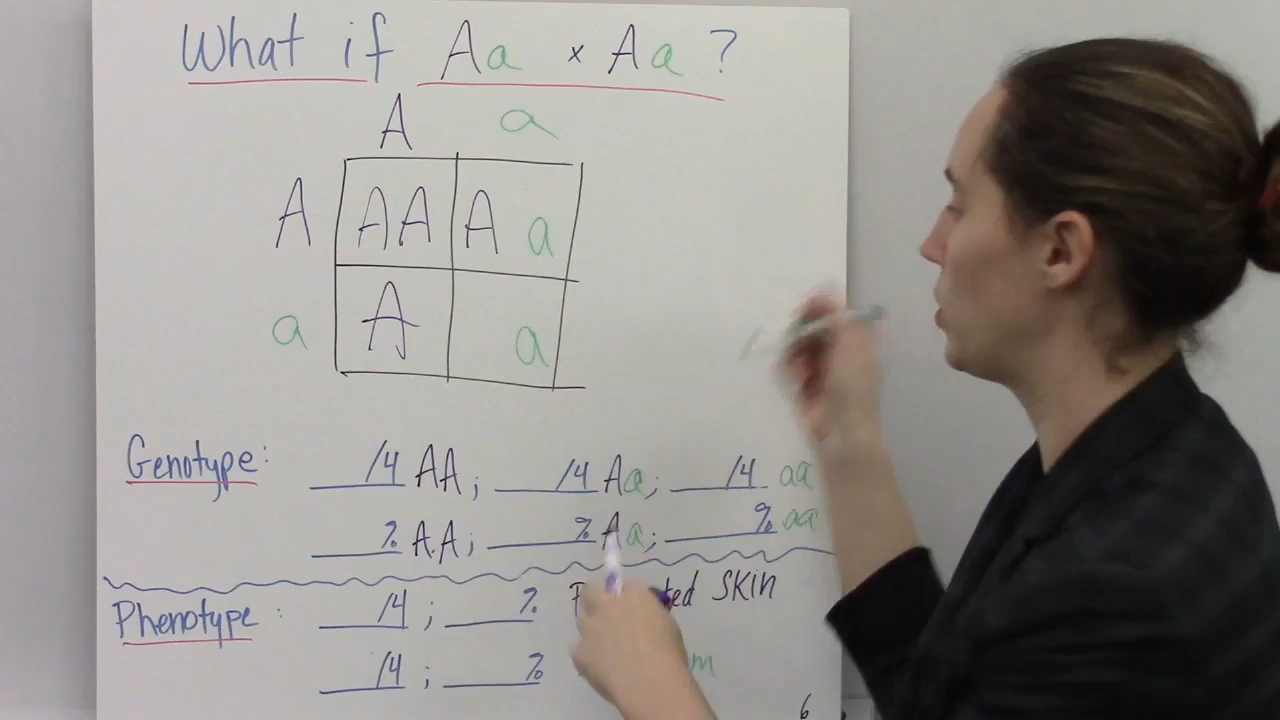 What if Aa x Aa ?
A a
A AA A a
a A a
Genotype: /4 AA; /4 Aa; /4 aa
% AA; % Aa; % aa
Phenotype: /4 ; % Skin
/4 ; %
6